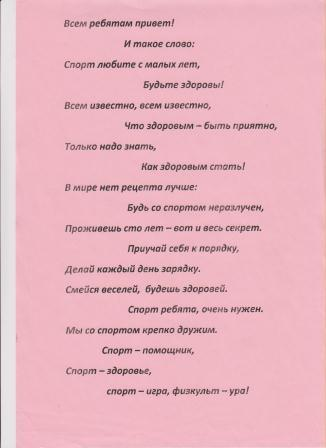 Всем ребятам привет!
И такое слово:
Спорт любите с малых лет,
Будьте здоровы!
Всем известно, всем известно,
Что здоровым – быть приятно,
Только надо знать,
Как здоровым стать!
В мире нет рецепта лучше:
Будь со спортом неразлучен,
Проживешь сто лет – вот и весь секрет.
Приучай себя к порядку,
Делай каждый день зарядку.
Смейся веселей, будешь здоровей.
Спорт ребята, очень нужен.
Мы со спортом крепко дружим.
Спорт – помощник,
Спорт – здоровье,
спорт – игра, физкульт – ура!